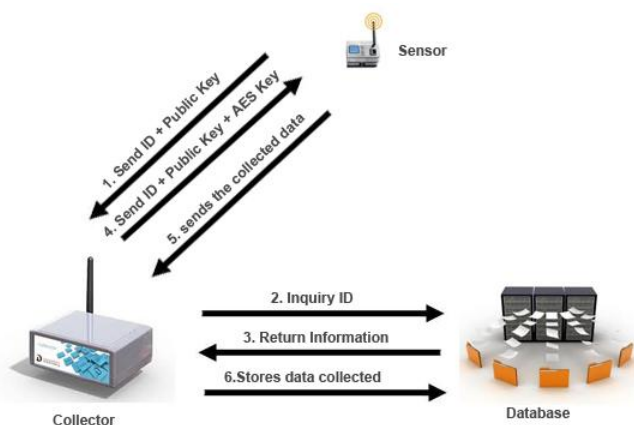 Sensor
1. Send ID + Public Key
4. Send ID + Public Key + AES Key
5. sends the collected data
2. Inquiry ID
3. Return Information
6.Stores data collected
Collector
Database